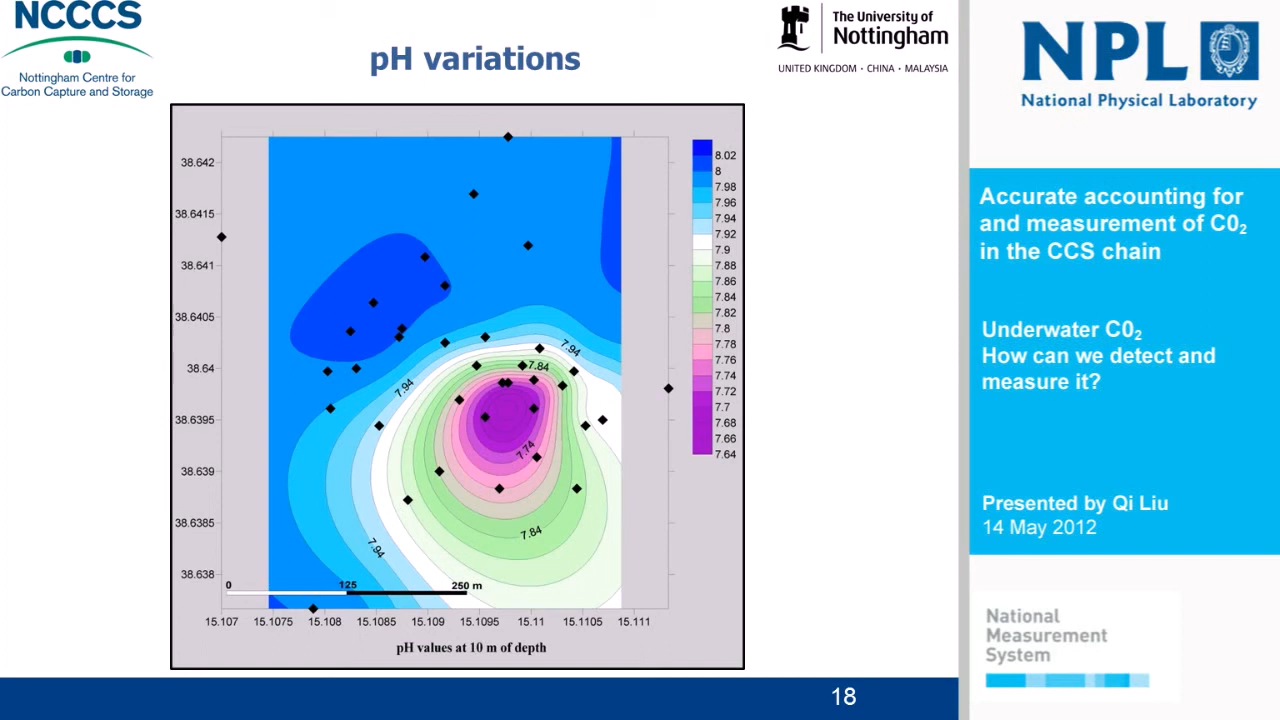 NCCCS
Nottingham Centre for
Carbon Capture and Storage
pH variations
The University of
Nottingham
UNITED KINGDOM · CHINA · MALAYSIA
38.642
38.6415
38.641
38.6405
38.64
38.6395
38.639
38.6385
38.638
7.94
7.84
7.94
7.74
7.84
7.94
0
125
250 m
15.107
15.1075
15.108
15.1085
15.109
15.1095
15.11
15.1105
15.111
pH values at 10 m of depth
8.02
8
7.98
7.96
7.94
7.92
7.9
7.88
7.86
7.84
7.82
7.8
7.78
7.76
7.74
7.72
7.7
7.68
7.66
7.64
18
NPL
National Physical Laboratory
Accurate accounting for
and measurement of C0₂
in the CCS chain
Underwater C0₂
How can we detect and
measure it?
Presented by Qi Liu
14 May 2012
National
Measurement
System